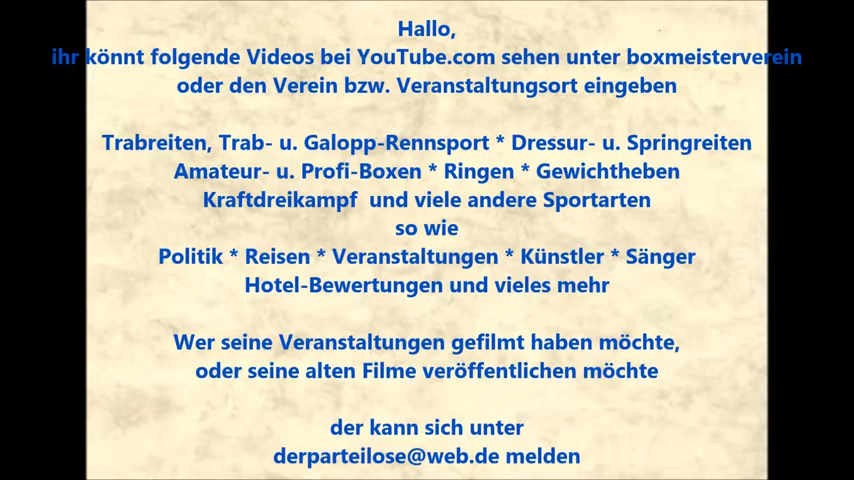 Hallo,
ihr könnt folgende Videos bei YouTube.com sehen unter boxmeisterverein
oder den Verein bzw. Veranstaltungsort eingeben
Trabreiten, Trab- u. Galopp-Rennsport * Dressur- u. Springreiten
Amateur- u. Profi-Boxen * Ringen * Gewichtheben
Kraftdreikampf  und viele andere Sportarten
so wie
Politik * Reisen * Veranstaltungen * Künstler * Sänger
Hotel-Bewertungen und vieles mehr
Wer seine Veranstaltungen gefilmt haben möchte,
oder seine alten Filme veröffentlichen möchte
der kann sich unter
derparteilose@web.de melden